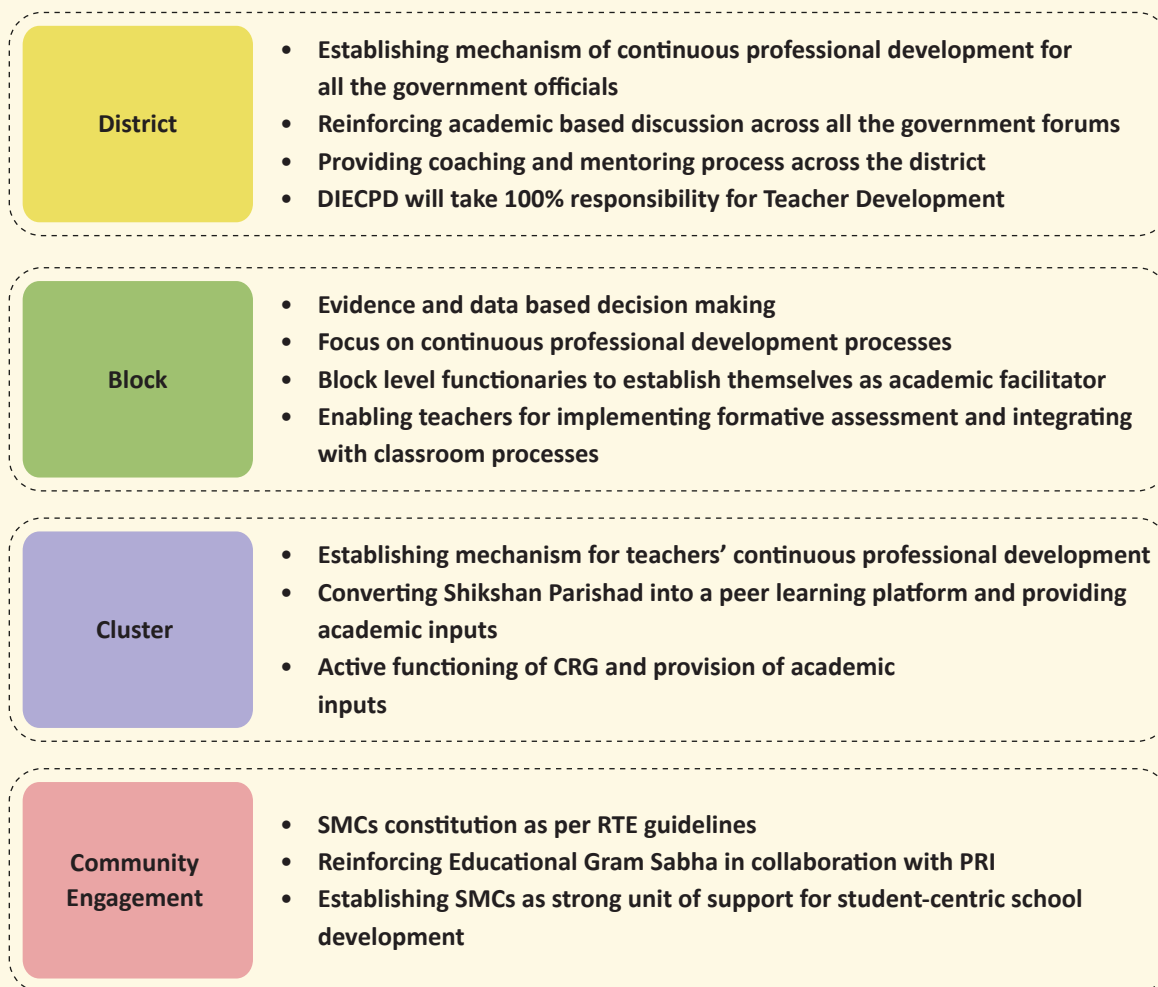 District
• Establishing mechanism of continuous professional development for
all the government officials
• Reinforcing academic based discussion across all the government forums
• Providing coaching and mentoring process across the district
• DIECPD will take 100% responsibility for Teacher Development
Block
• Evidence and data based decision making
• Focus on continuous professional development processes
• Block level functionaries to establish themselves as academic facilitator
• Enabling teachers for implementing formative assessment and integrating
with classroom processes
Cluster
• Establishing mechanism for teachers’ continuous professional development
• Converting Shikshan Parishad into a peer learning platform and providing
academic inputs
• Active functioning of CRG and provision of academic
inputs
Community
Engagement
• SMCs constitution as per RTE guidelines
• Reinforcing Educational Gram Sabha in collaboration with PRI
• Establishing SMCs as strong unit of support for student-centric school
development